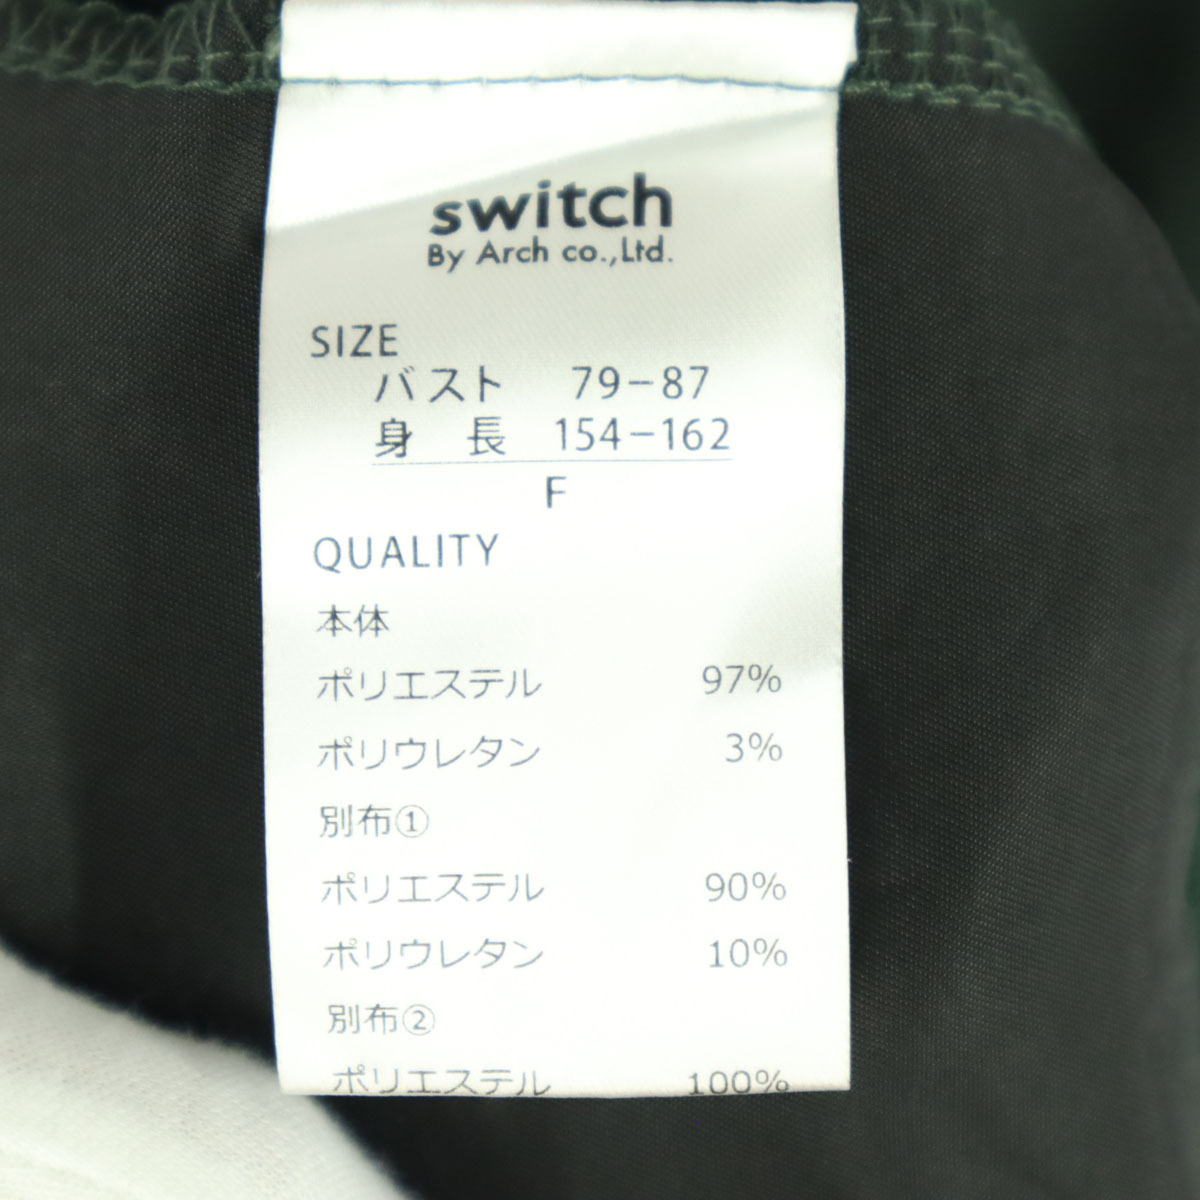 switch
By Arch co.,Ltd.
SIZE
バスト 79-87
身 長 154-162
F
QUALITY
本体
ポリエステル 97%
ポリウレタン 3%
別布①
ポリエステル 90%
ポリウレタン 10%
別布②
ポリエステル 100%